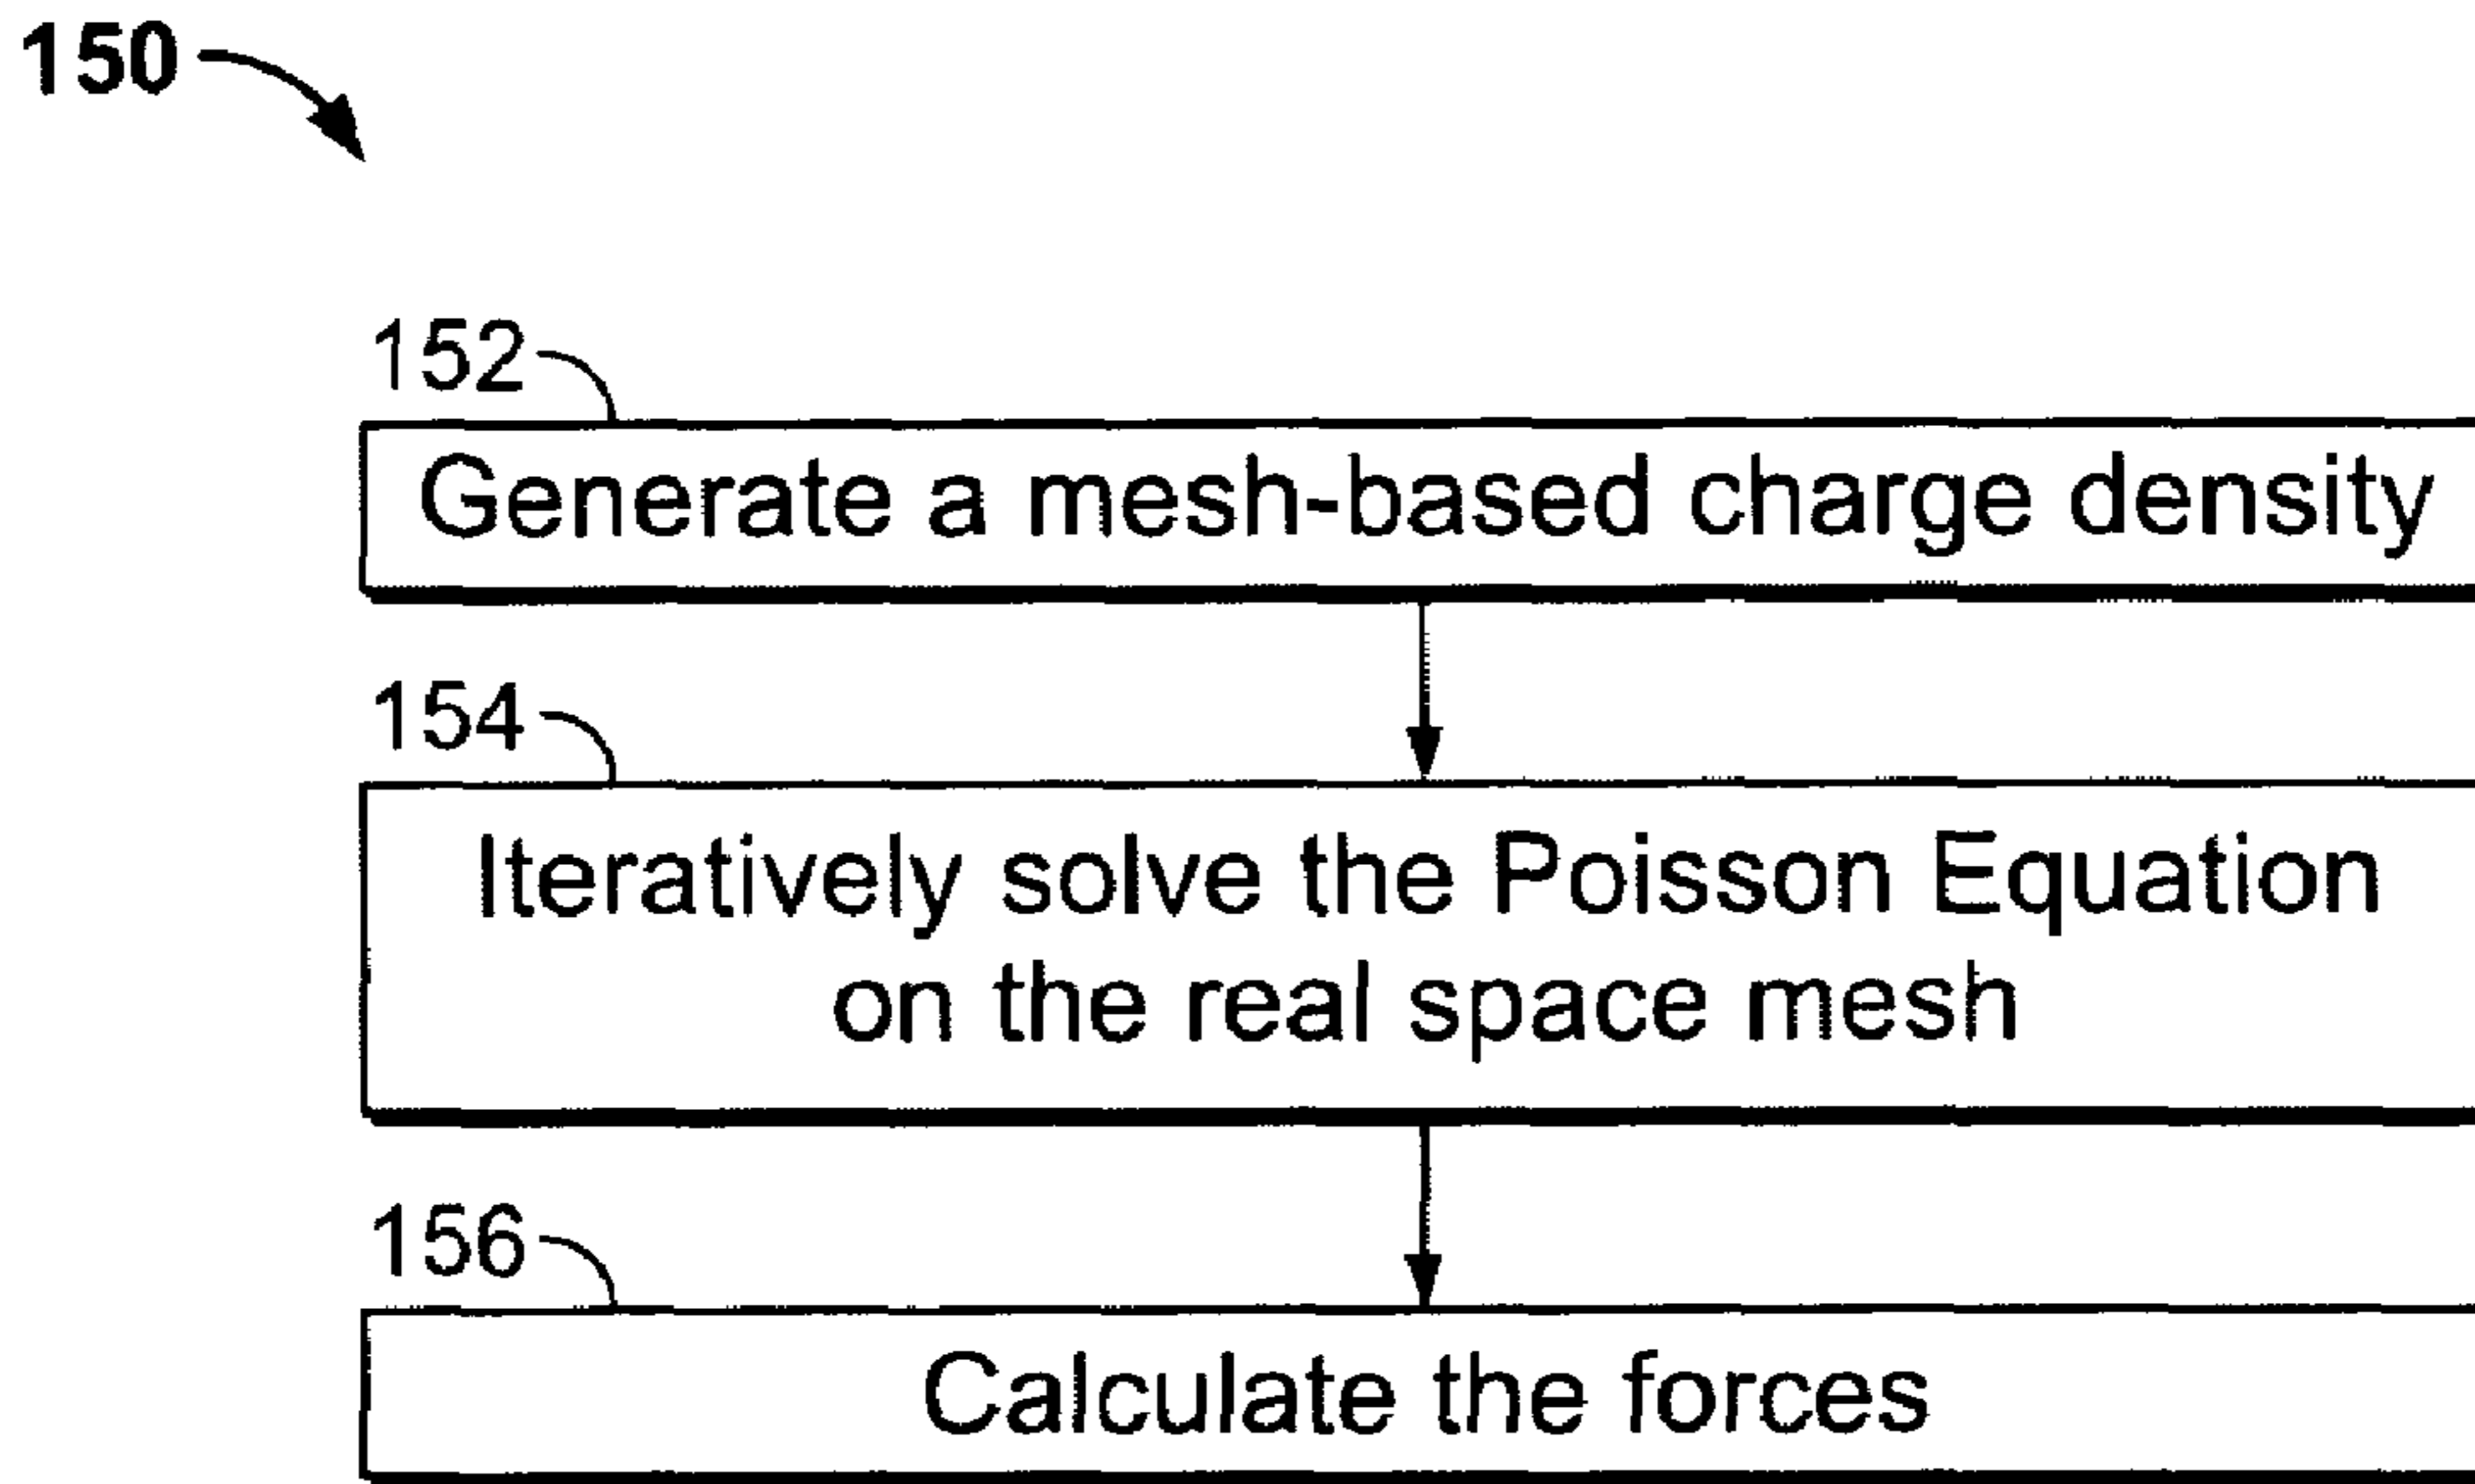 150
152
Generate a mesh-based charge density
154
Iteratively solve the Poisson Equation
on the real space mesh
156
Calculate the forces